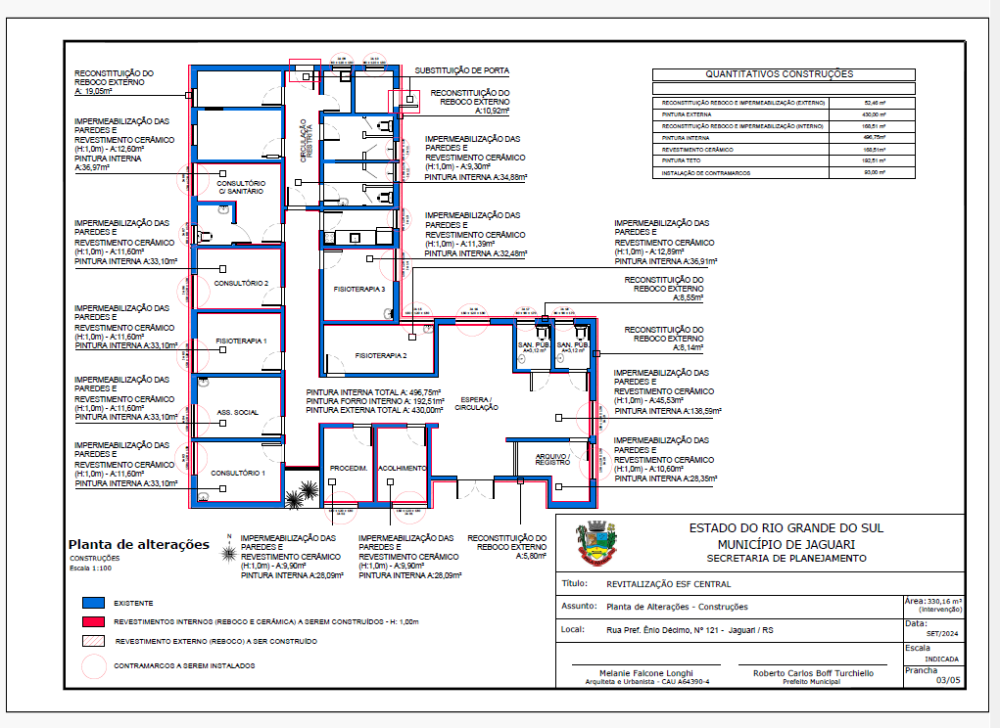 RECONSTITUIÇÃO DO
REBOCO EXTERNO
A: 19,05m²
IMPERMEABILIZAÇÃO DAS
PAREDES E
REVESTIMENTO CERÂMICO
(H:1,0m) - A:12,60m²
PINTURA INTERNA
A:36,97m²
IMPERMEABILIZAÇÃO DAS
PAREDES E
REVESTIMENTO CERÂMICO
(H:1,0m) - A:11,60m²
PINTURA INTERNA A:33,10m²
IMPERMEABILIZAÇÃO DAS
PAREDES E
REVESTIMENTO CERÂMICO
(H:1,0m) - A:11,60m²
PINTURA INTERNA A:33,10m²
IMPERMEABILIZAÇÃO DAS
PAREDES E
REVESTIMENTO CERÂMICO
(H:1,0m) - A:11,60m²
PINTURA INTERNA A:33,10m²
IMPERMEABILIZAÇÃO DAS
PAREDES E
REVESTIMENTO CERÂMICO
(H:1,0m) - A:11,60m²
PINTURA INTERNA A:33,10m²
CIRCULAÇÃO
RESTRITA
CONSULTÓRIO
C/ SANITÁRIO
CONSULTÓRIO 2
FISIOTERAPIA 1
ASS. SOCIAL
CONSULTÓRIO 1
FISIOTERAPIA 3
FISIOTERAPIA 2
SAN. PÚB.
A=3,12 m²
SAN. PÚB.
A=3,12 m²
PINTURA INTERNA TOTAL A: 496,75m²
PINTURA FORRO INTERNO A: 192,51m²
PINTURA EXTERNA TOTAL A: 430,00m²
ESPERA /
CIRCULAÇÃO
PROCEDIM.
ACOLHIMENTO
ARQUIVO /
REGISTRO
SUBSTITUIÇÃO DE PORTA
RECONSTITUIÇÃO DO
REBOCO EXTERNO
A:10,92m²
IMPERMEABILIZAÇÃO DAS
PAREDES E
REVESTIMENTO CERÂMICO
(H:1,0m) - A:9,30m²
PINTURA INTERNA A:34,88m²
IMPERMEABILIZAÇÃO DAS
PAREDES E
REVESTIMENTO CERÂMICO
(H:1,0m) - A:11,39m²
PINTURA INTERNA A:32,48m²
IMPERMEABILIZAÇÃO DAS
PAREDES E
REVESTIMENTO CERÂMICO
(H:1,0m) - A:12,89m²
PINTURA INTERNA A:36,91m²
RECONSTITUIÇÃO DO
REBOCO EXTERNO
A:8,55m²
RECONSTITUIÇÃO DO
REBOCO EXTERNO
A:8,14m²
IMPERMEABILIZAÇÃO DAS
PAREDES E
REVESTIMENTO CERÂMICO
(H:1,0m) - A:45,53m²
PINTURA INTERNA A:138,59m²
IMPERMEABILIZAÇÃO DAS
PAREDES E
REVESTIMENTO CERÂMICO
(H:1,0m) - A:10,60m²
PINTURA INTERNA A:28,35m²
IMPERMEABILIZAÇÃO DAS
PAREDES E
REVESTIMENTO CERÂMICO
(H:1,0m) - A:9,90m²
PINTURA INTERNA A:28,09m²
IMPERMEABILIZAÇÃO DAS
PAREDES E
REVESTIMENTO CERÂMICO
(H:1,0m) - A:9,90m²
PINTURA INTERNA A:28,09m²
RECONSTITUIÇÃO DO
REBOCO EXTERNO
A:5,80m²
QUANTITATIVOS CONSTRUÇÕES
RECONSTITUIÇÃO REBOCO E IMPERMEABILIZAÇÃO (EXTERNO) 52,46 m²
PINTURA EXTERNA 430,00 m²
RECONSTITUIÇÃO REBOCO E IMPERMEABILIZAÇÃO (INTERNO) 168,51 m²
PINTURA INTERNA 496,75m²
REVESTIMENTO CERÂMICO 168,51m²
PINTURA TETO 192,51 m²
INSTALAÇÃO DE CONTRAMARCOS 93,00 m²
Planta de alterações
CONSTRUÇÕES
Escala 1:100
N
EXISTENTE
REVESTIMENTOS INTERNOS (REBOCO E CERÂMICA) A SEREM CONSTRUÍDOS - H: 1,00m
REVESTIMENTO EXTERNO (REBOCO) A SER CONSTRUÍDO
CONTRAMARCOS A SEREM INSTALADOS
ESTADO DO RIO GRANDE DO SUL
MUNICÍPIO DE JAGUARI
SECRETARIA DE PLANEJAMENTO
Título: REVITALIZAÇÃO ESF CENTRAL
Assunto: Planta de Alterações - Construções
Área: 330,16 m²
(intervenção)
Local: Rua Pref. Ênio Décimo, Nº 121 - Jaguari / RS
Data:
SET/2024
Escala
INDICADA
Prancha
03/05
Melanie Falcone Longhi
Arquiteta e Urbanista - CAU A64390-4
Roberto Carlos Boff Turchiello
Prefeito Municipal